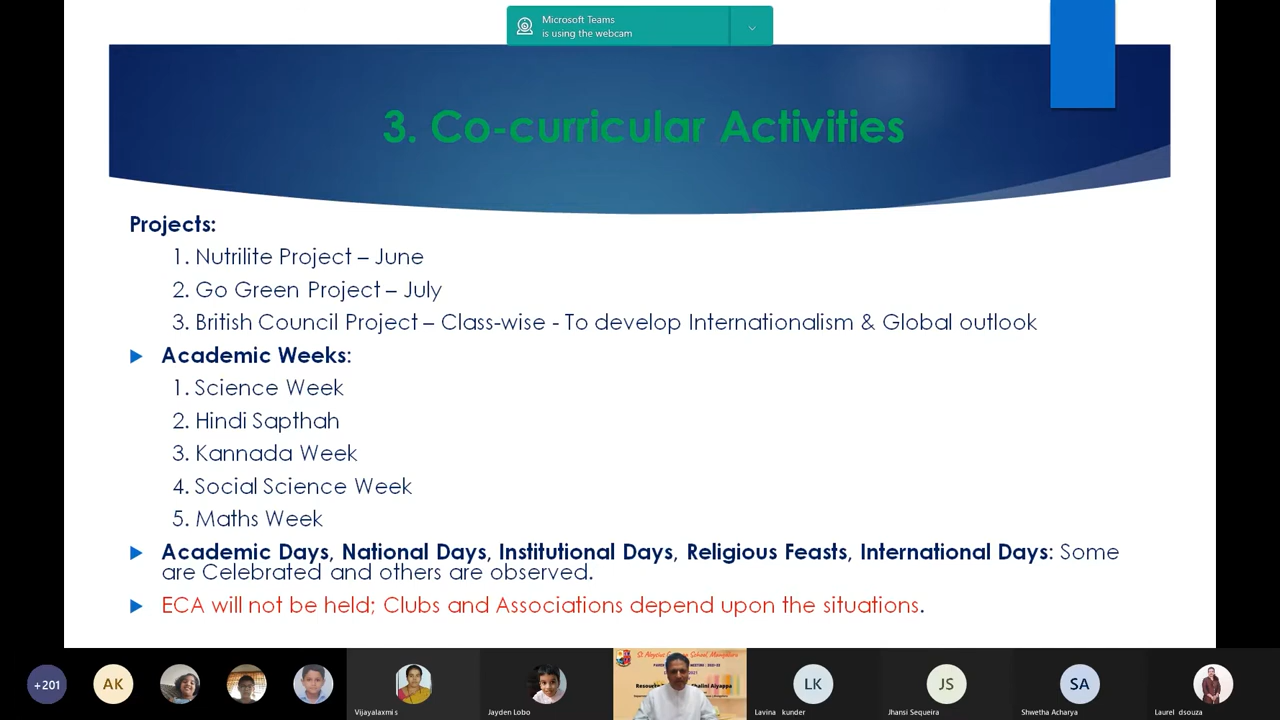 Microsoft Teams
is using the webcam
3. Co-curricular Activities
Projects:
1. Nutrilite Project – June
2. Go Green Project – July
3. British Council Project – Class-wise - To develop Internationalism & Global outlook
Academic Weeks:
1. Science Week
2. Hindi Sapthah
3. Kannada Week
4. Social Science Week
5. Maths Week
Academic Days, National Days, Institutional Days, Religious Feasts, International Days: Some
are Celebrated and others are observed.
ECA will not be held; Clubs and Associations depend upon the situations.
+201
AK
LK
JS
SA
Vijayalaxmi s
Jayden Lobo
Lavina kunder
Jhansi Sequeira
Shwetha Acharya
Laurel dsouza